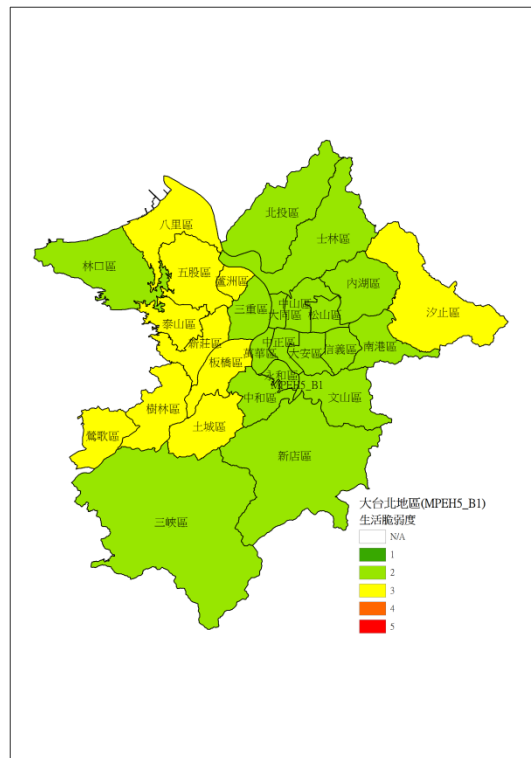 北投區
士林區
八里區
林口區
五股區
蘆洲區
內湖區
汐止區
三重區
中山區
大同區
松山區
泰山區
新莊區
中正區
萬華區
大安區
信義區
南港區
板橋區
永和區
MPEH5_B1
中和區
文山區
樹林區
土城區
鶯歌區
新店區
三峽區
大台北地區(MPEH5_B1)
生活脆弱度
N/A
1
2
3
4
5